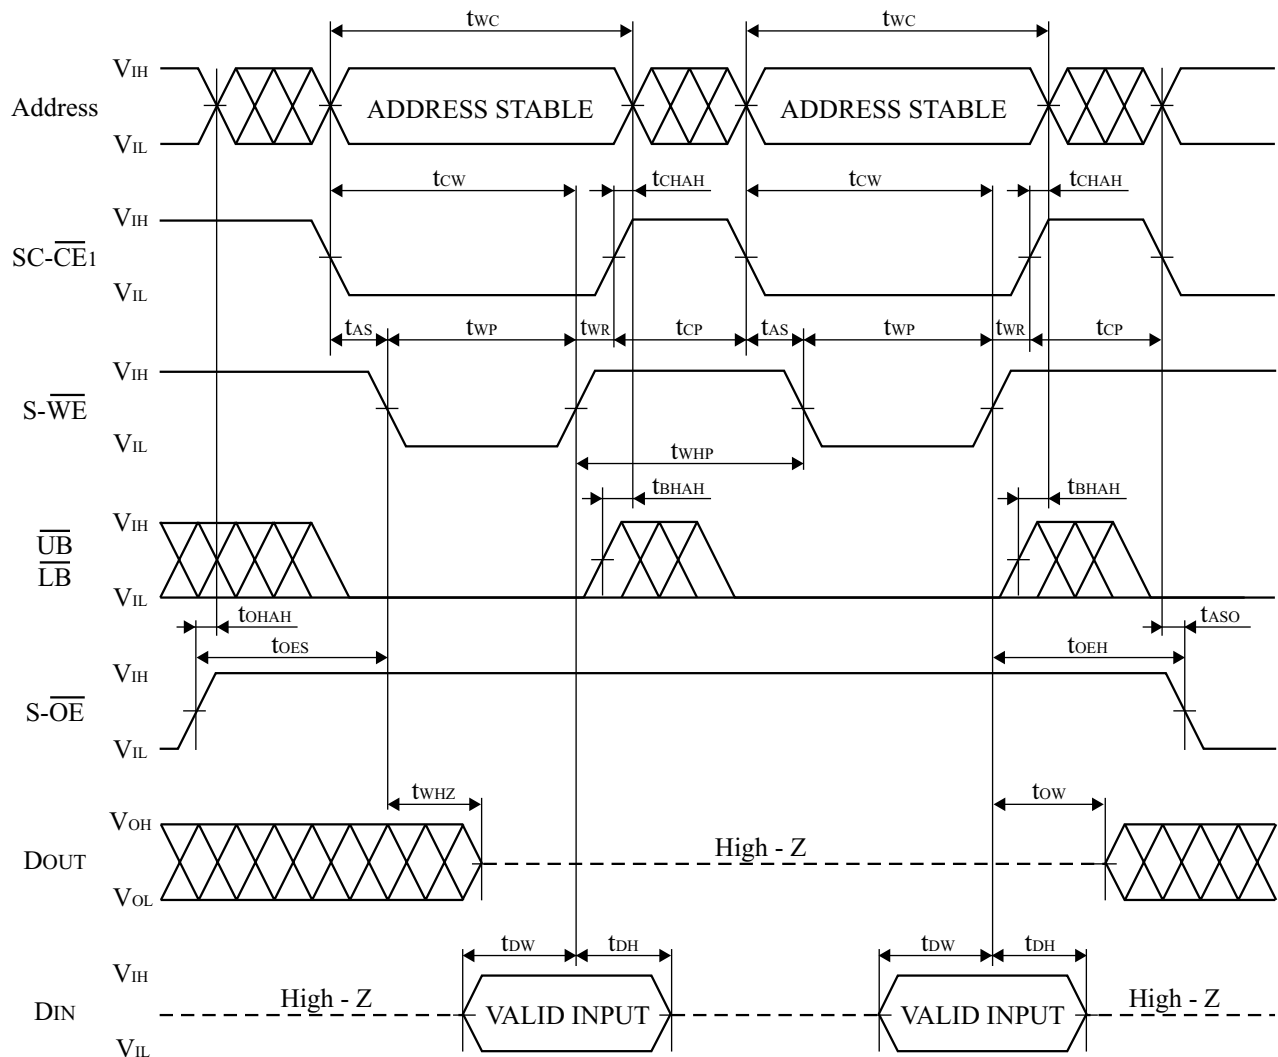 tWC tWC
VIH
Address ADDRESS STABLE ADDRESS STABLE
VIL
tCW tCHAH tCW tCHAH
VIH
SC-CE1
VIL
tAS tWP tWR tCP tAS tWP tWR tCP
VIH
S-WE
VIL
tWHP
tBHAH tBHAH
VIH
UB
LB
VIL
tOHAH tASO
tOES tOEH
VIH
S-OE
VIL
tWHZ tOW
VOH
DOUT High - Z
VOL
tDW tDH tDW tDH
VIH
High - Z High - Z
DIN VALID INPUT VALID INPUT
VIL